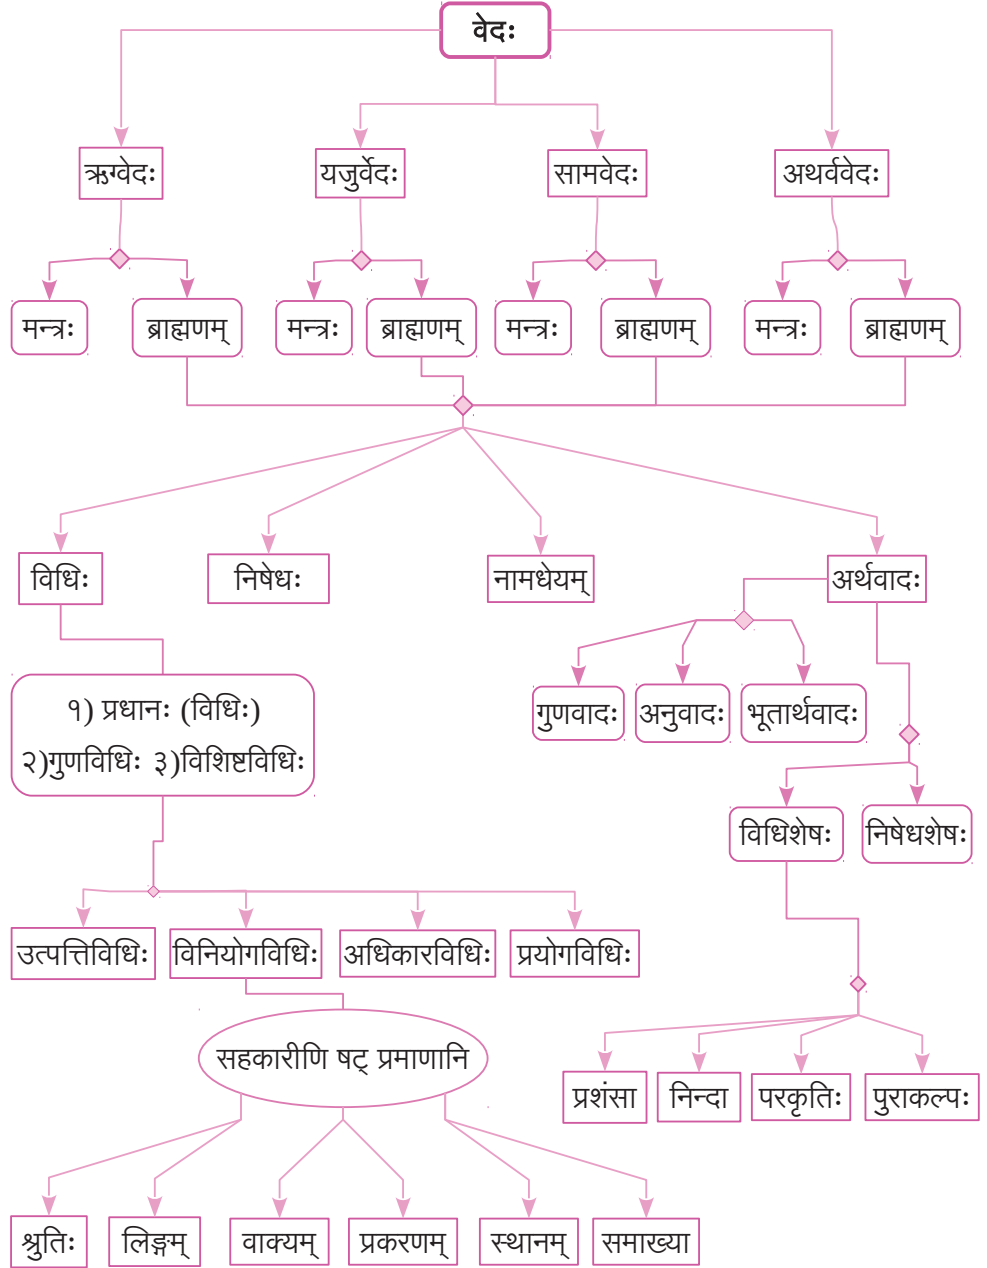 वेदः
ऋग्वेदः
यजुर्वेदः
सामवेदः
अथर्ववेदः
मन्त्रः
ब्राह्मणम्
मन्त्रः
ब्राह्मणम्
मन्त्रः
ब्राह्मणम्
मन्त्रः
ब्राह्मणम्
विधिः
निषेधः
नामधेयम्
अर्थवादः
गुणवादः
अनुवादः
भूतार्थवादः
१) प्रधानः (विधिः)
२)गुणविधिः ३)विशिष्टविधिः
विधिशेषः
निषेधशेषः
उत्पत्तिविधिः
विनियोगविधिः
अधिकारविधिः
प्रयोगविधिः
सहकारीणि षट् प्रमाणानि
प्रशंसा
निन्दा
परकृतिः
पुराकल्पः
श्रुतिः
लिङ्गम्
वाक्यम्
प्रकरणम्
स्थानम्
समाख्या